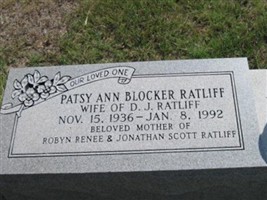 OUR LOVED ONE
PATSY ANN BLOCKER RATLIFF
WIFE OF D. J. RATLIFF
NOV. 15, 1936 – JAN. 8, 1992
BELOVED MOTHER OF
ROBYN RENEE & JONATHAN SCOTT RATLIFF